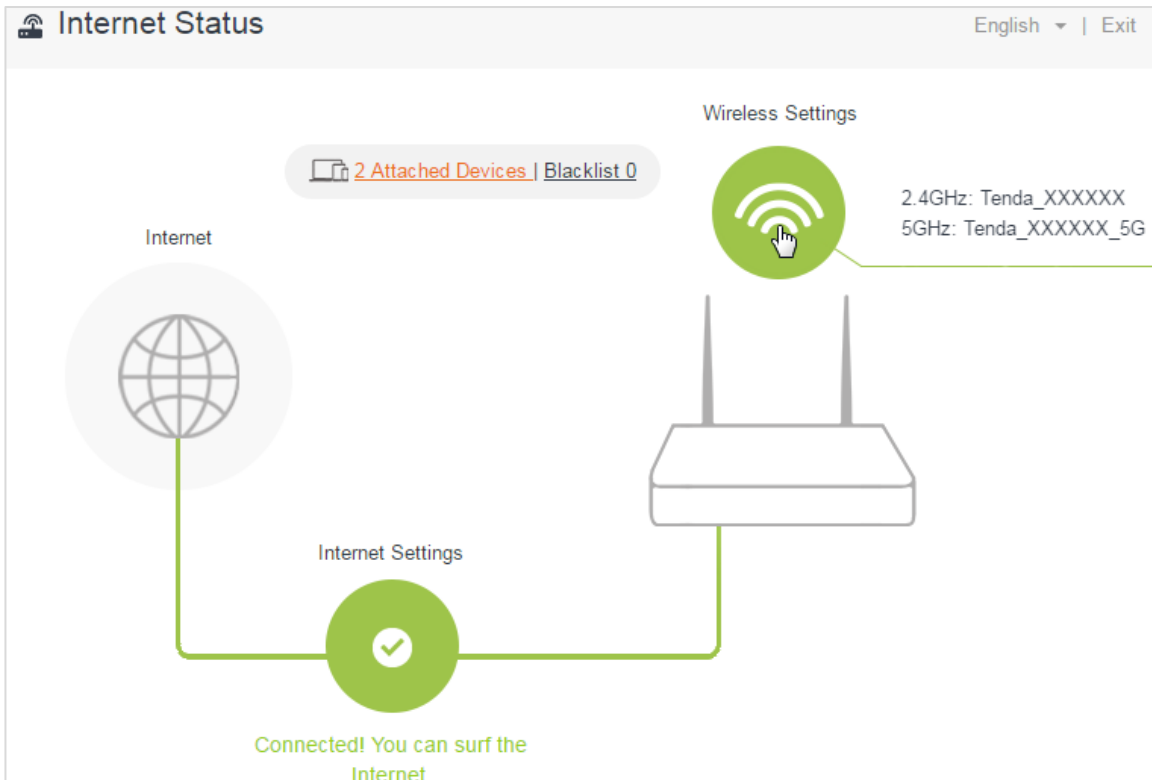 Internet Status
English | Exit
Wireless Settings
2 Attached Devices | Blacklist 0
2.4GHz: Tenda_XXXXXX
5GHz: Tenda_XXXXXX_5G
Internet
Internet Settings
Connected! You can surf the
Internet